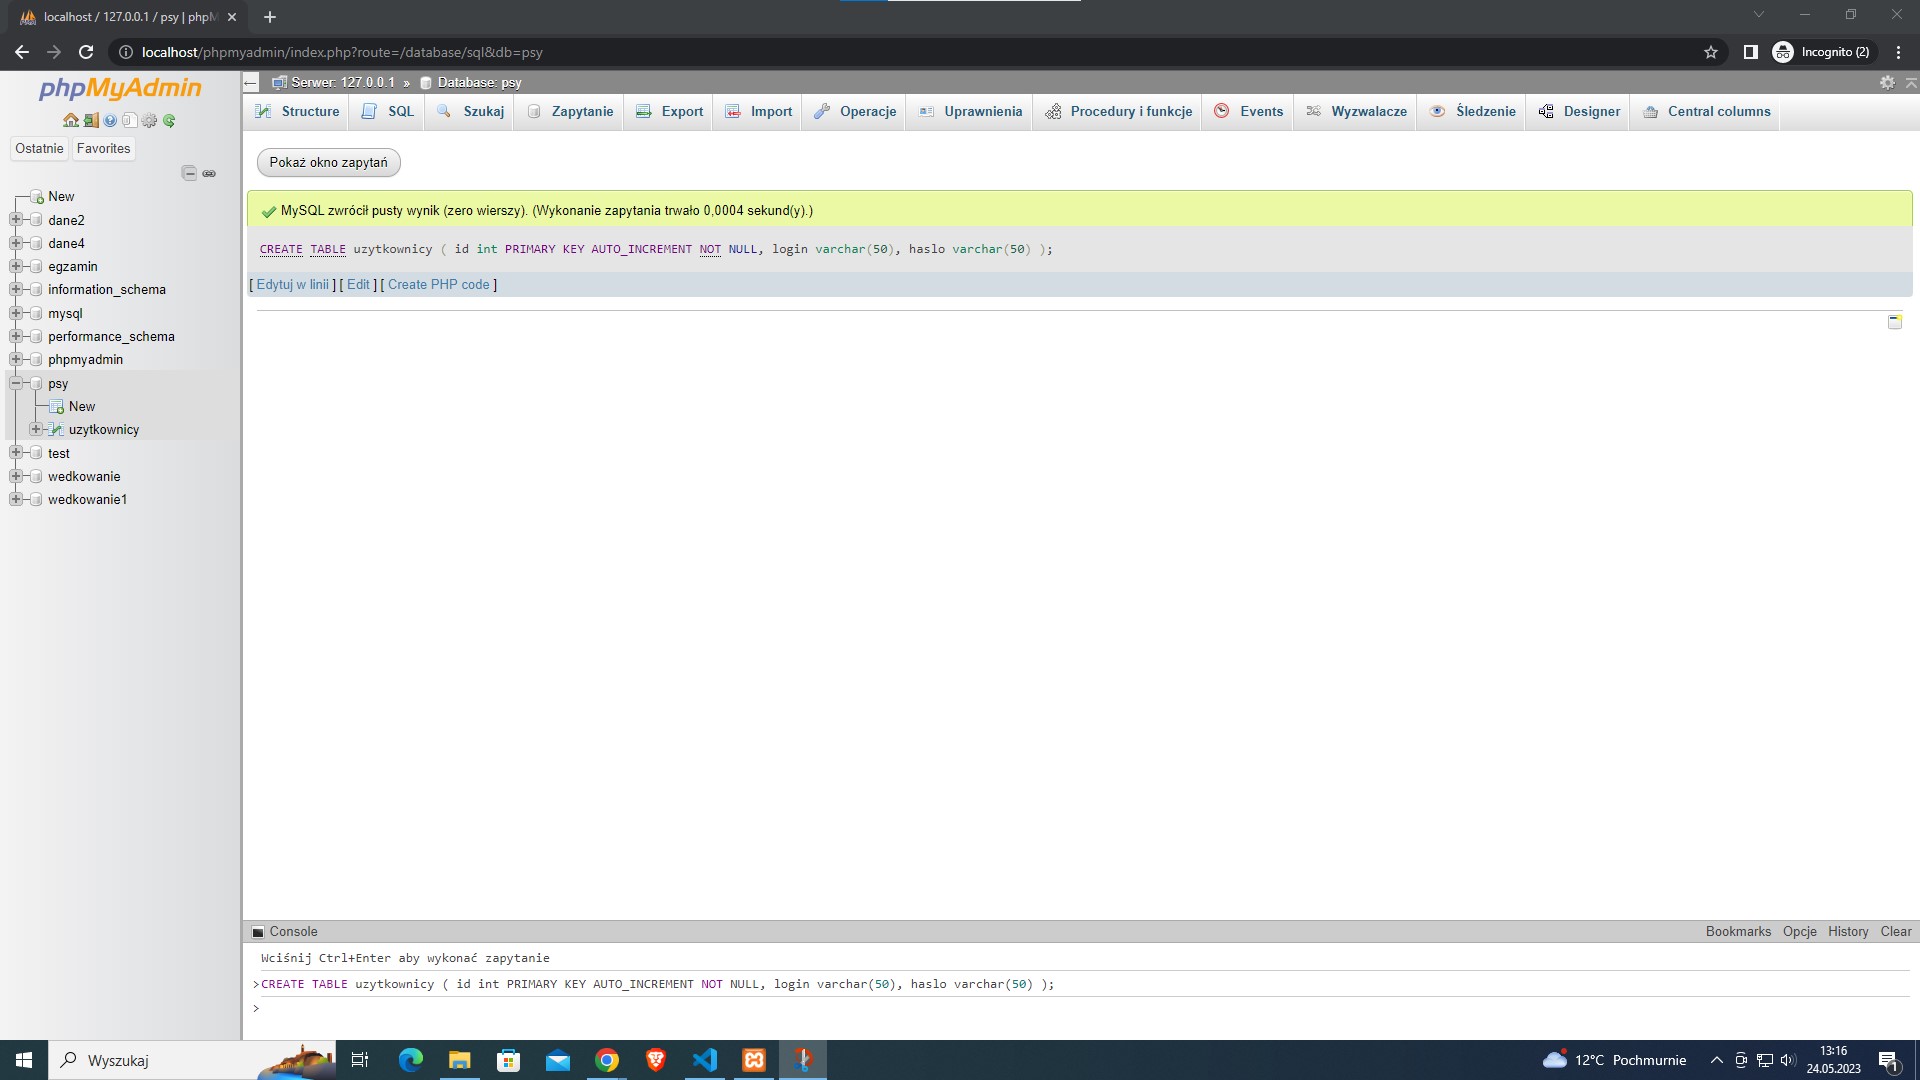 localhost / 127.0.0.1 / psy | phpM
localhost/phpmyadmin/index.php?route=/database/sql&db=psy
Incognito (2)
phpMyAdmin
Ostatnie
Favorites
New
dane2
dane4
egzamin
information_schema
mysql
performance_schema
phpmyadmin
psy
New
uzytkownicy
test
wedkowanie
wedkowanie1
Serwer: 127.0.0.1 » Database: psy
Structure
SQL
Szukaj
Zapytanie
Export
Import
Operacje
Uprawnienia
Procedury i funkcje
Events
Wyzwalacze
Śledzenie
Designer
Central columns
Pokaż okno zapytań
MySQL zwrócił pusty wynik (zero wierszy). (Wykonanie zapytania trwało 0,0004 sekund(y).)
CREATE TABLE uzytkownicy ( id int PRIMARY KEY AUTO_INCREMENT NOT NULL, login varchar(50), haslo varchar(50) );
[ Edytuj w linii ] [ Edit ] [ Create PHP code ]
Console
Bookmarks
Opcje
History
Clear
Wciśnij Ctrl+Enter aby wykonać zapytanie
>CREATE TABLE uzytkownicy ( id int PRIMARY KEY AUTO_INCREMENT NOT NULL, login varchar(50), haslo varchar(50) );
>
Wyszukaj
12°C Pochmurnie
13:16
24.05.2023
1